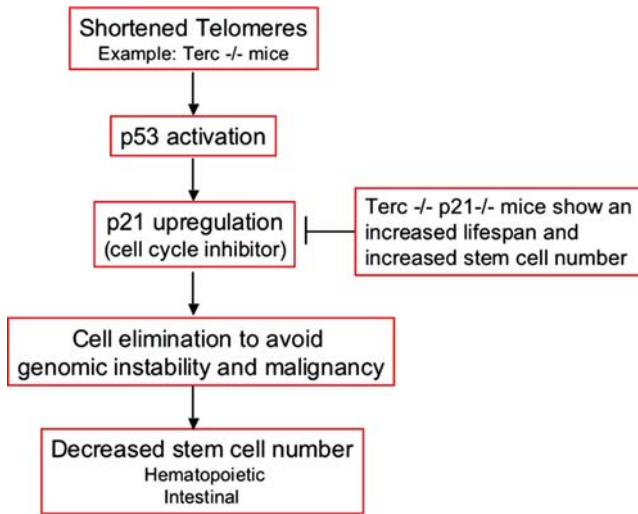 Shortened Telomeres
Example: Terc -/- mice
p53 activation
p21 upregulation
(cell cycle inhibitor)
Terc -/- p21-/- mice show an
increased lifespan and
increased stem cell number
Cell elimination to avoid
genomic instability and malignancy
Decreased stem cell number
Hematopoietic
Intestinal